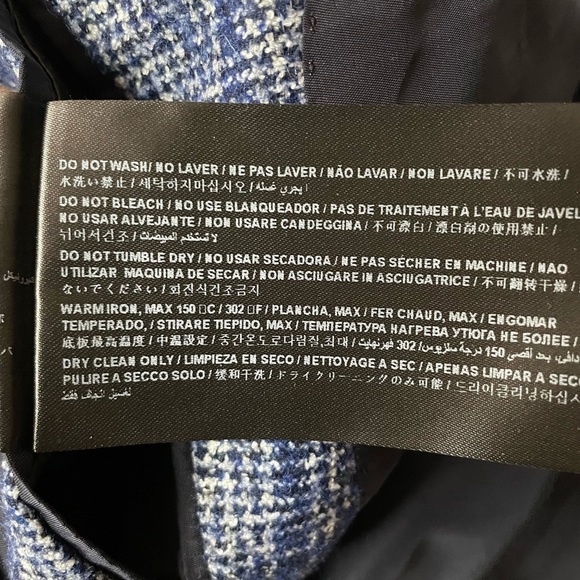 DO NOT WASH/ NO LAVER / NE PAS LAVER / NÃO LAVAR / NON LAVARE / 不可水洗 /
水洗い禁止 / 세탁하지마십시오 /
DO NOT BLEACH / NO USE BLANQUEADOR / PAS DE TRAITEMENT À L'EAU DE JAVEL
NO USAR ALVEJANTE / NON USARE CANDEGGINA / 不可漂白 / 漂白剤の使用禁止 /
뉘어서건조 / لا تستخدم المبيضات
DO NOT TUMBLE DRY / NO USAR SECADORA / NE PAS SÉCHER EN MACHINE / NAO
UTILIZAR MAQUINA DE SECAR / NON ASCIUGARE IN ASCIUGATRICE / 不可翻转干燥 /
ないでください / 회진식건조금지
WARM IRON, MAX 150 □C / 302 □F / PLANCHA, MAX / FER CHAUD, MAX / ENGOMAR
TEMPERADO, / STIRARE TIEPIDO, MAX / ТЕМПЕРАТУРА НАГРЕВА УТЮГА НЕ БОЛЕЕ /
底板最高温度 / 中温設定 / 중간온도로다림질,최대 / 302 فهرنهايت / 150 درجة
DRY CLEAN ONLY / LIMPIEZA EN SECO / NETTOYAGE A SEC / APENAS LIMPAR A SECO
PULIRE A SECCO SOLO / 缓和干洗 / ドライクリーニングのみ可能 / 드라이클리닝하십시